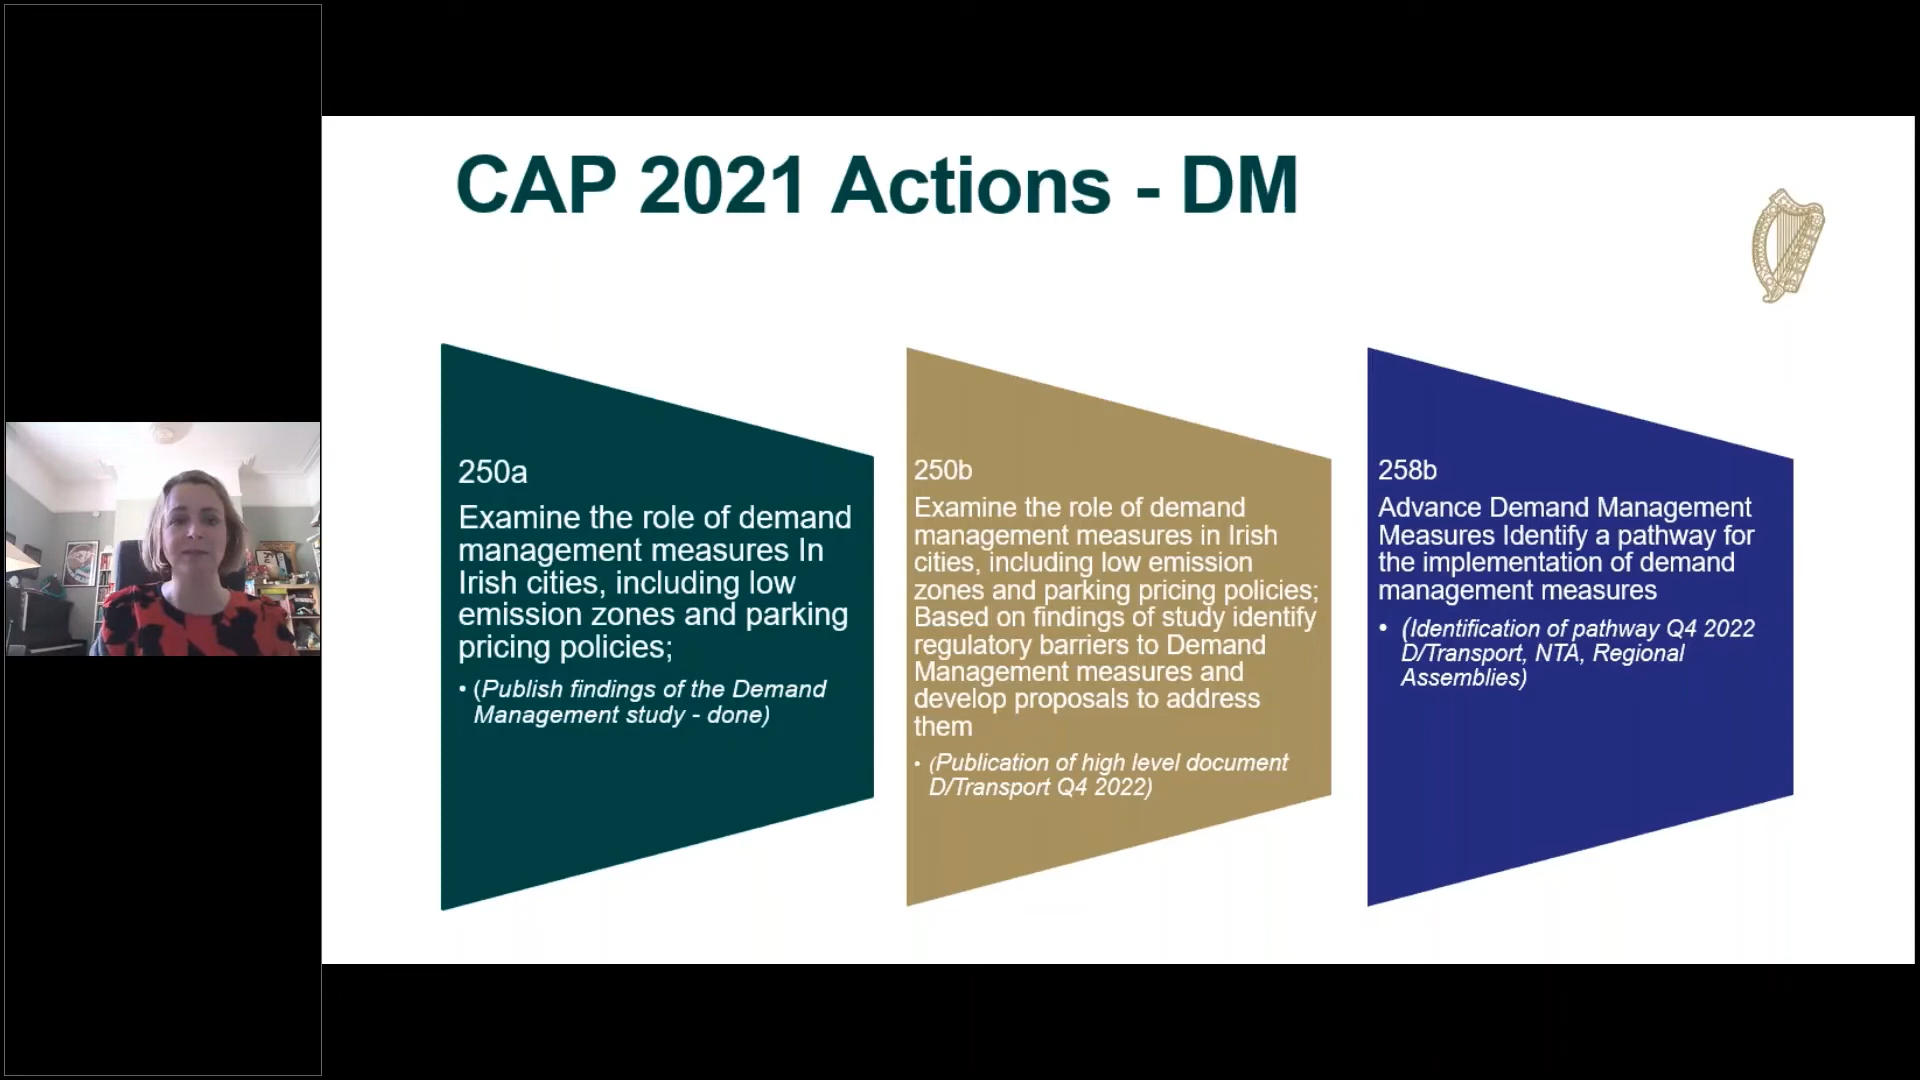 CAP 2021 Actions - DM
250a
Examine the role of demand
management measures In
Irish cities, including low
emission zones and parking
pricing policies;
• (Publish findings of the Demand
Management study - done)
250b
Examine the role of demand
management measures in Irish
cities, including low emission
zones and parking pricing policies;
Based on findings of study identify
regulatory barriers to Demand
Management measures and
develop proposals to address
them
• (Publication of high level document
D/Transport Q4 2022)
258b
Advance Demand Management
Measures Identify a pathway for
the implementation of demand
management measures
• (Identification of pathway Q4 2022
D/Transport, NTA, Regional
Assemblies)